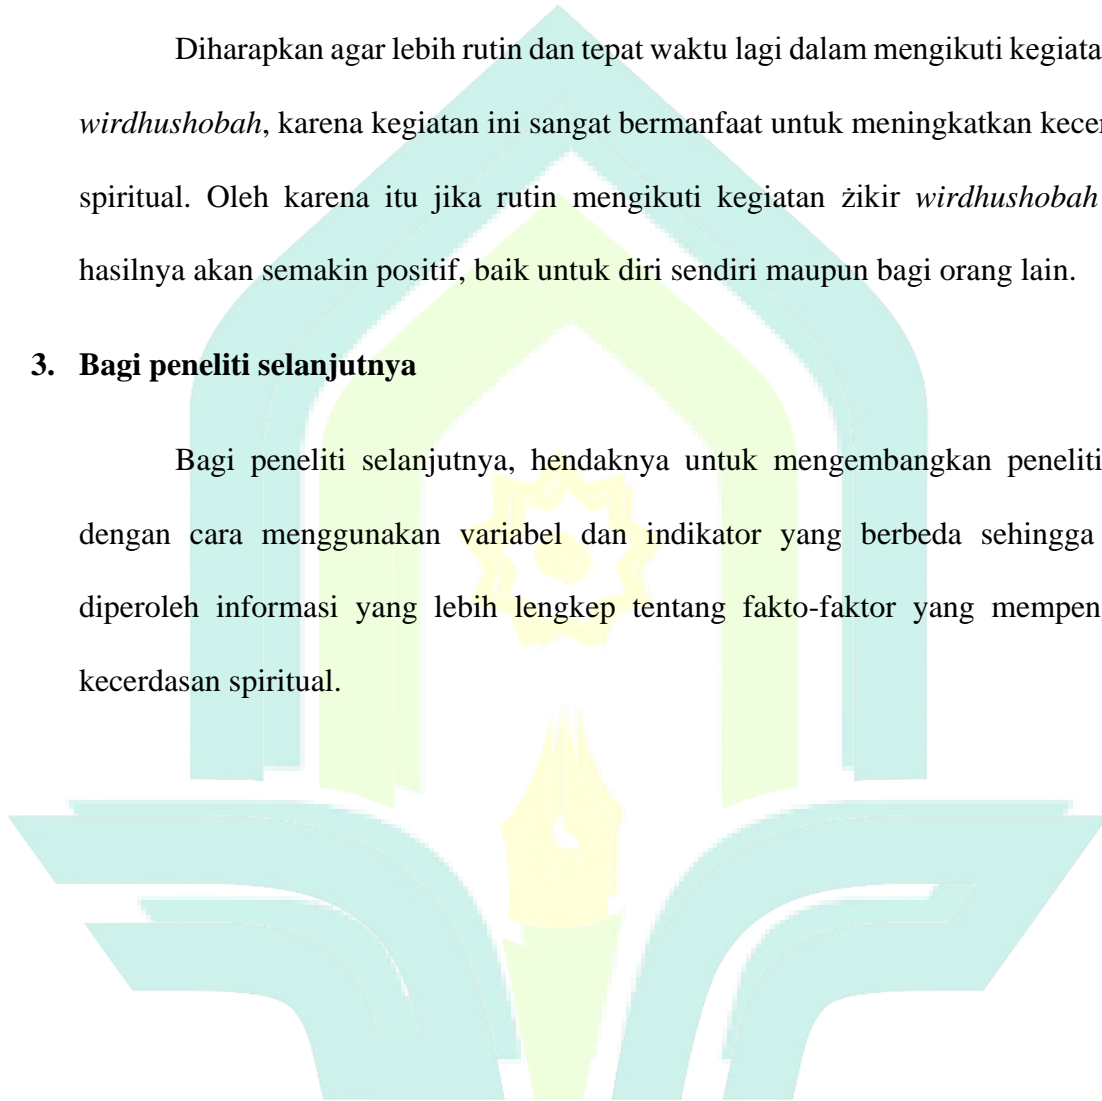 Diharapkan agar lebih rutin dan tepat waktu lagi dalam mengikuti kegiata
wirdhushobah, karena kegiatan ini sangat bermanfaat untuk meningkatkan kecer
spiritual. Oleh karena itu jika rutin mengikuti kegiatan żikir wirdhushobah
hasilnya akan semakin positif, baik untuk diri sendiri maupun bagi orang lain.
3. Bagi peneliti selanjutnya
Bagi peneliti selanjutnya, hendaknya untuk mengembangkan peneliti
dengan cara menggunakan variabel dan indikator yang berbeda sehingga
diperoleh informasi yang lebih lengkap tentang fakto-faktor yang mempen
kecerdasan spiritual.